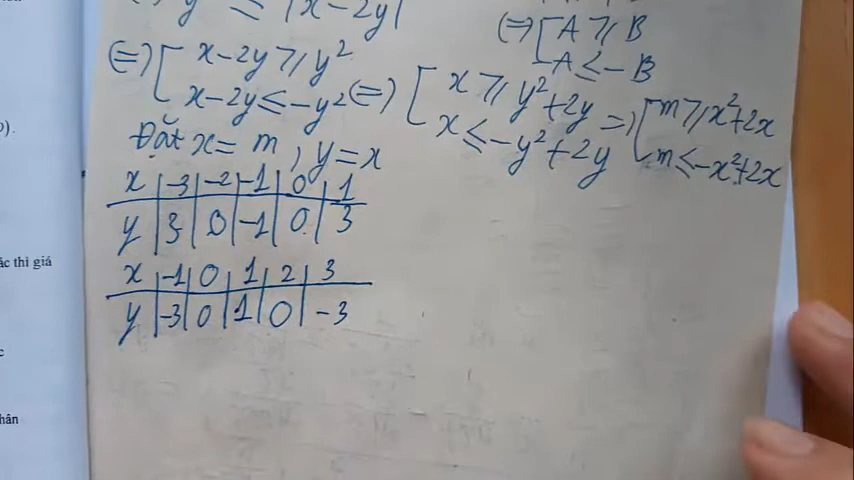 y ≤ |x-2y|
(=) [ A ≥ B
A ≤ -B
(=) [ x-2y ≥ y²
x-2y ≤ -y² (=) [ x ≥ y²+2y
x ≤ -y²+2y =) [ m ≥ x²+2x
m ≤ -x²+2x
Đặt x = m, y = x
x | -3 | -2 | -1 | 0 | 1
y | 3 | 0 | -1 | 0 | 3
x | -1 | 0 | 1 | 2 | 3
y | -3 | 0 | 1 | 0 | -3
).
ác thì giá
c
hân